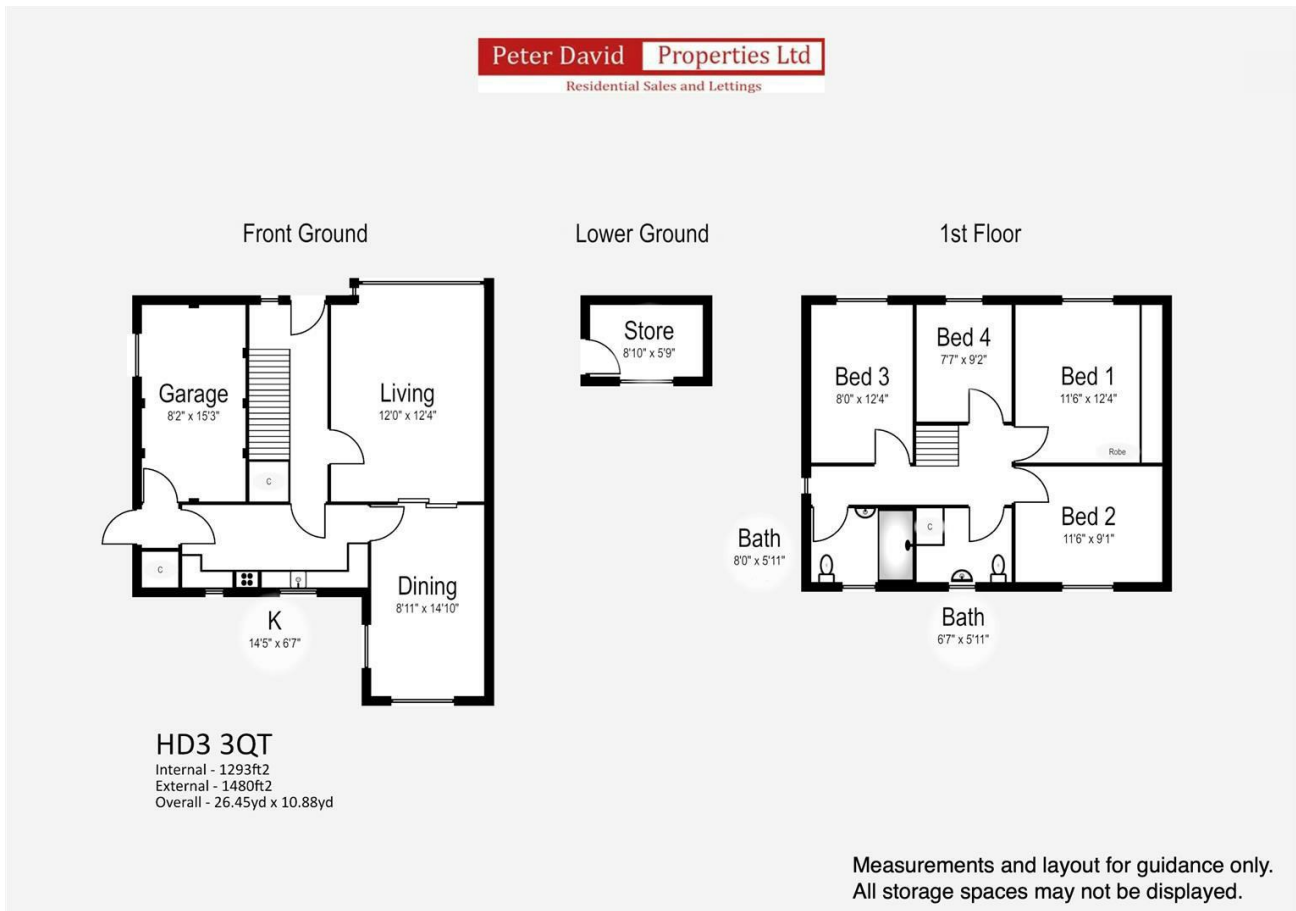 Peter David Properties Ltd
Residential Sales and Lettings
Front Ground
Lower Ground
1st Floor
Garage
8'2" x 15'3"
Living
12'0" x 12'4"
C
C
K
14'5" x 6'7"
Dining
8'11" x 14'10"
Store
8'10" x 5'9"
Bed 3
8'0" x 12'4"
Bed 4
7'7" x 9'2"
Bed 1
11'6" x 12'4"
Robe
Bed 2
11'6" x 9'1"
Bath
8'0" x 5'11"
C
Bath
6'7" x 5'11"
HD3 3QT
Internal - 1293ft2
External - 1480ft2
Overall - 26.45yd x 10.88yd
Measurements and layout for guidance only.
All storage spaces may not be displayed.